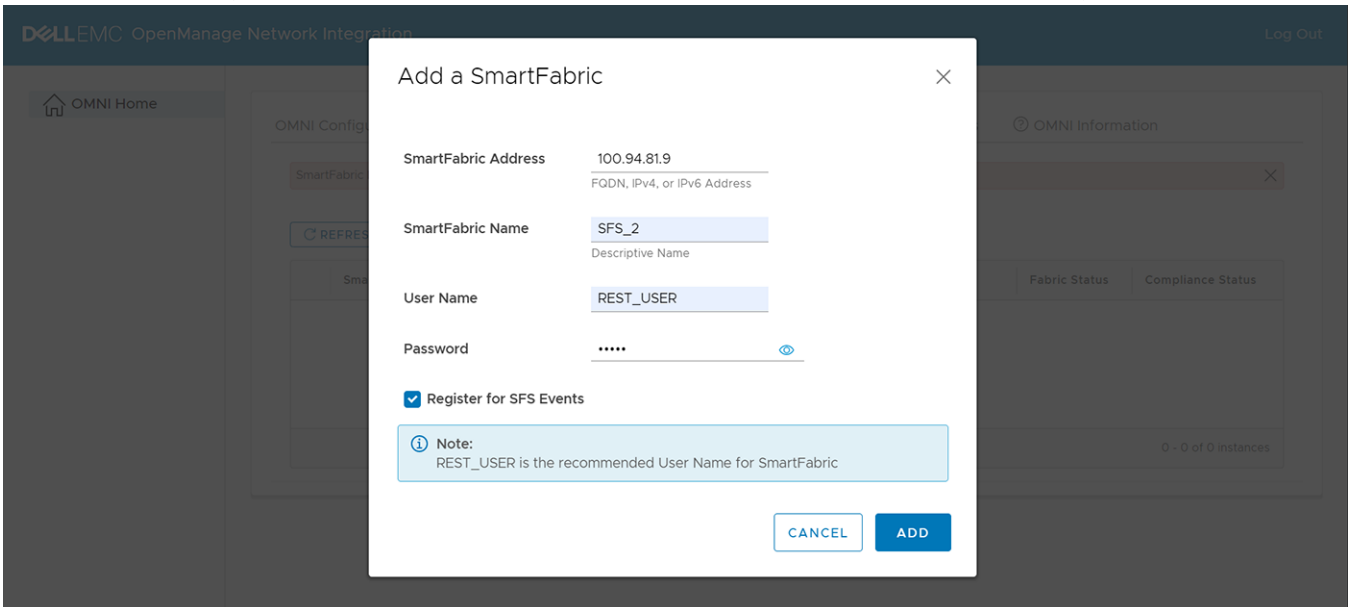 DELLEMC OpenManage Network Integration
Log Out
OMNI Home
OMNI Information
SmartFabric
Fabric Status
Compliance Status
0 - 0 of 0 instances
Add a SmartFabric
SmartFabric Address
100.94.81.9
FQDN, IPv4, or IPv6 Address
SmartFabric Name
SFS_2
Descriptive Name
User Name
REST_USER
Password
•••••
Register for SFS Events
Note:
REST_USER is the recommended User Name for SmartFabric
CANCEL
ADD